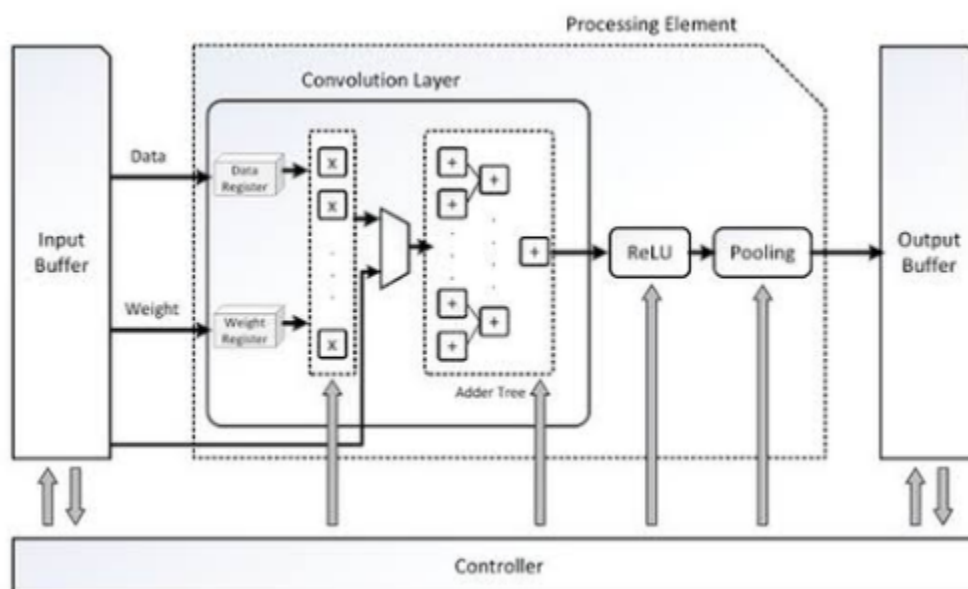 Processing Element
Convolution Layer
Data
Data
Register
x
x
x
+
+
+
+
+
+
+
Input
Buffer
ReLU
Pooling
Output
Buffer
Weight
Weight
Register
Adder Tree
Controller